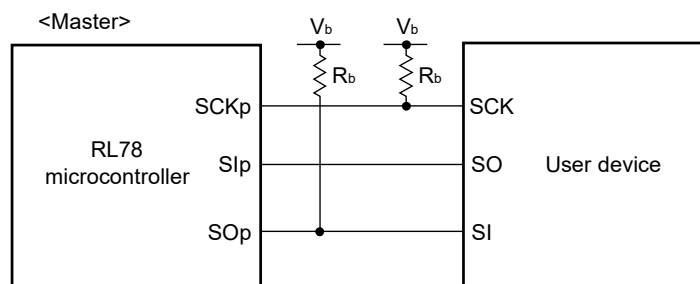 <Master>
Vb Vb
Rb Rb
SCKp SCK
RL78
microcontroller
SIp SO
User device
SOp SI